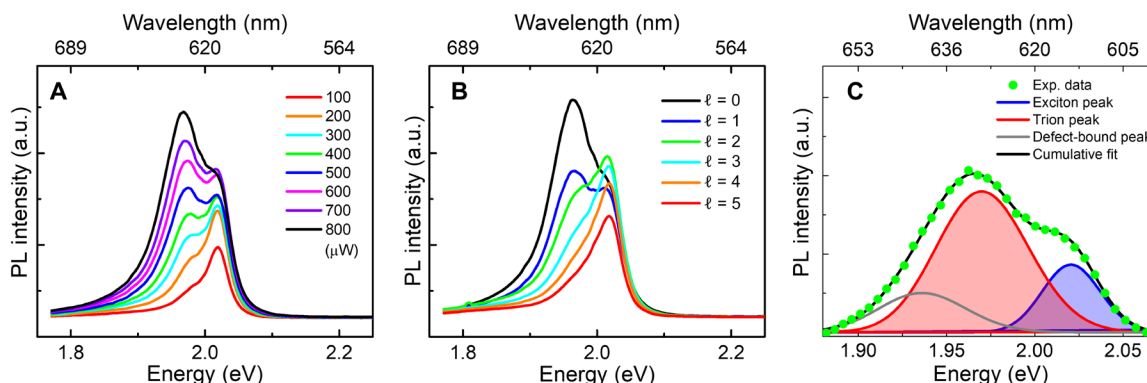 Wavelength (nm)
689 620 564
A
100
200
300
400
500
600
700
800
(μW)
PL intensity (a.u.)
1.8 2.0 2.2
Energy (eV)
Wavelength (nm)
689 620 564
B
ℓ = 0
ℓ = 1
ℓ = 2
ℓ = 3
ℓ = 4
ℓ = 5
PL intensity (a.u.)
1.8 2.0 2.2
Energy (eV)
Wavelength (nm)
653 636 620 605
C
Exp. data
Exciton peak
Trion peak
Defect-bound peak
Cumulative fit
PL intensity (a.u.)
1.90 1.95 2.00 2.05
Energy (eV)